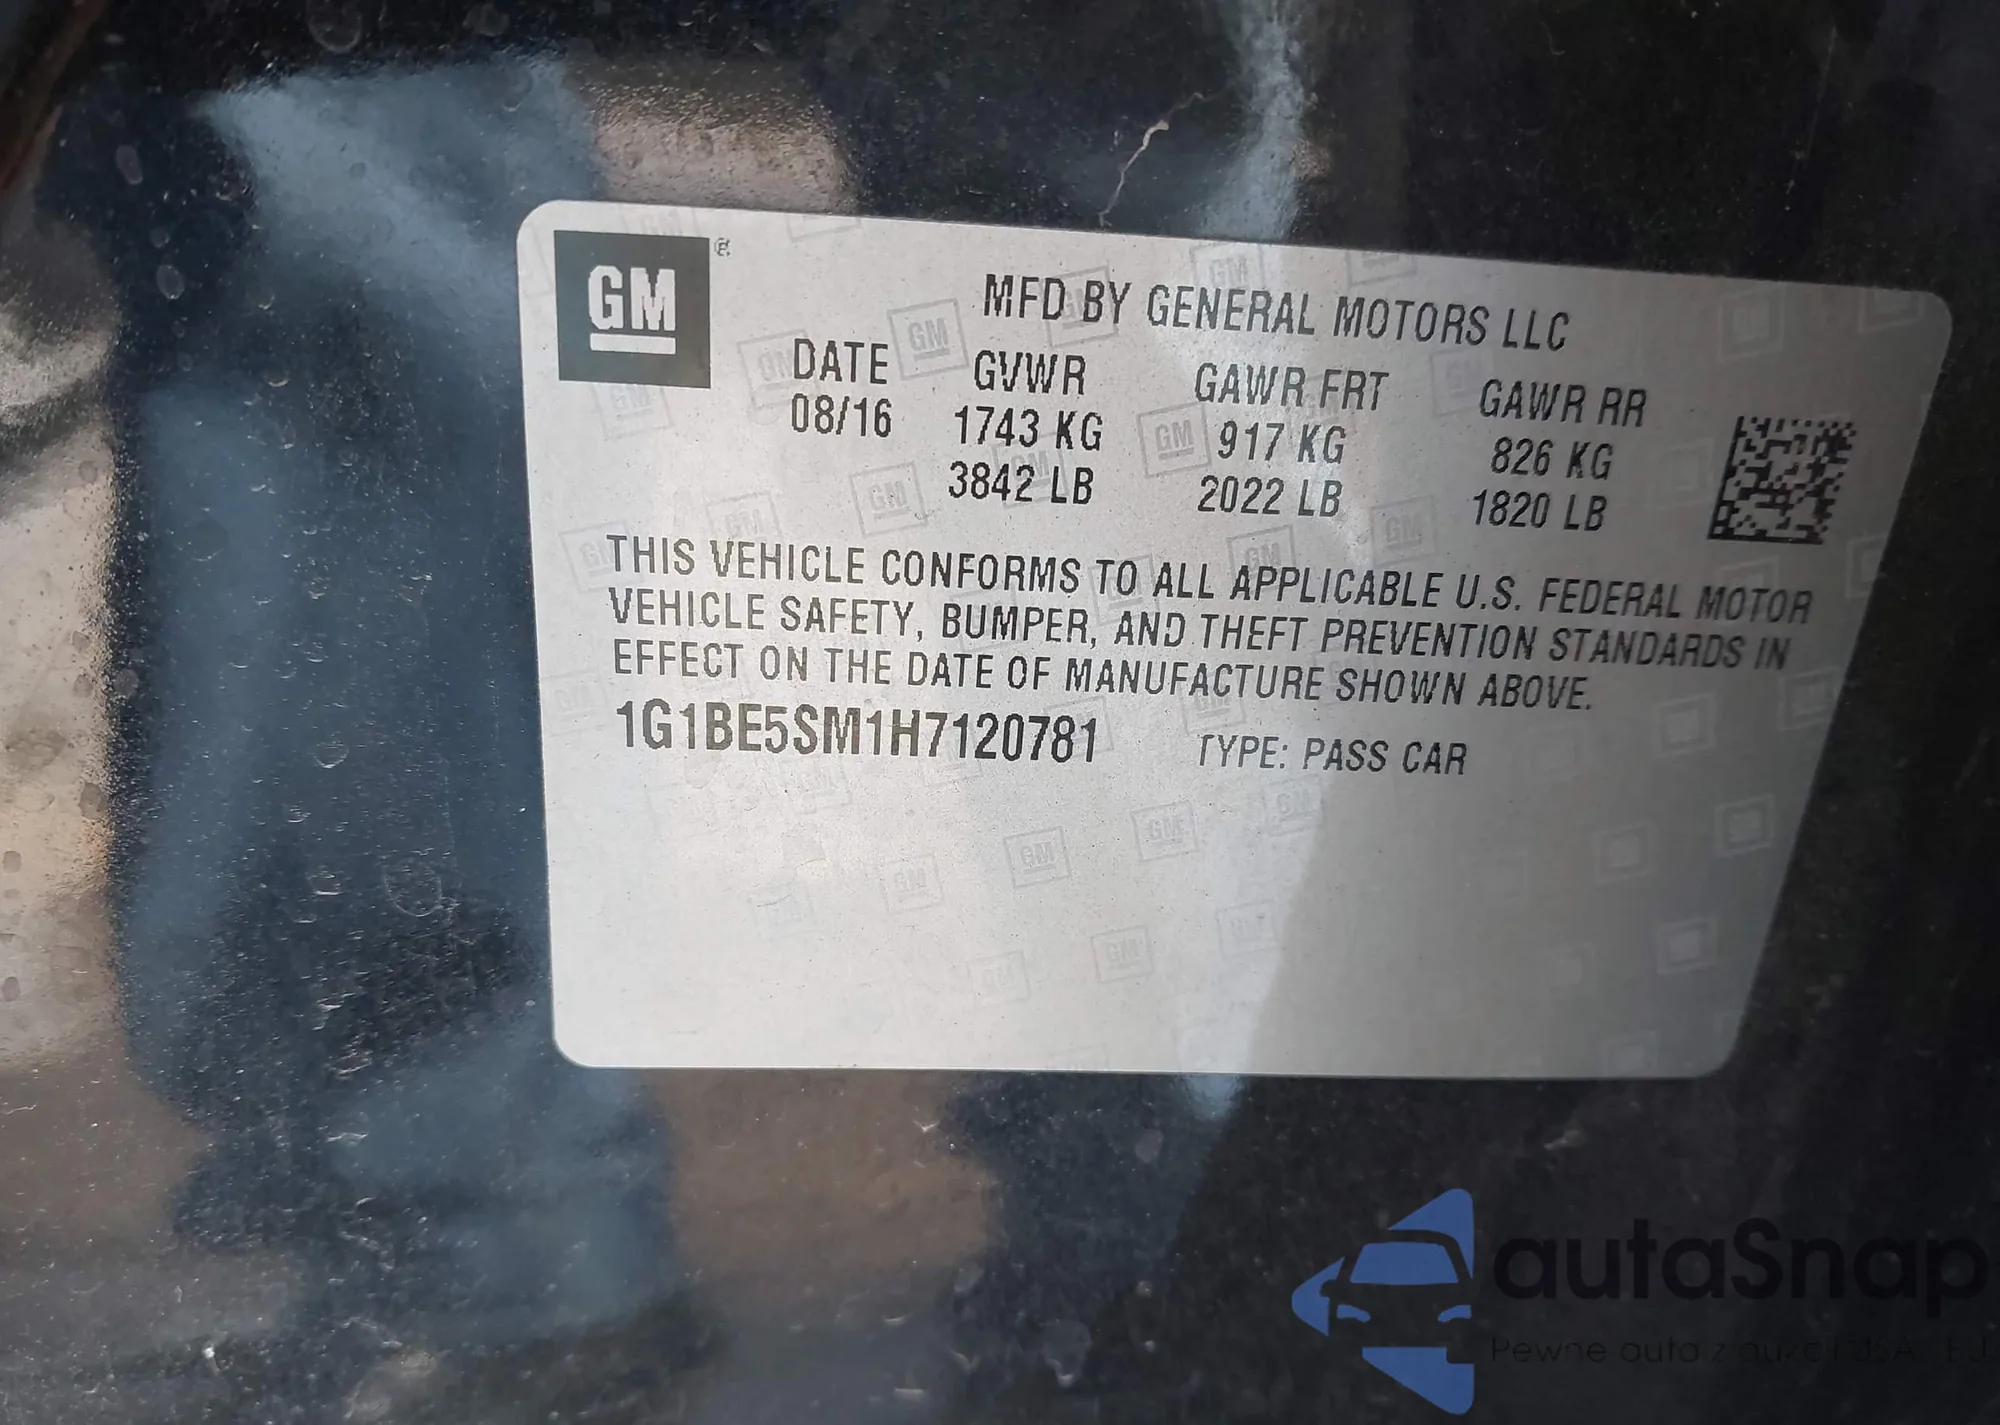 GM
MFD BY GENERAL MOTORS LLC
DATE GVWR GAWR FRT GAWR RR
08/16 1743 KG 917 KG 826 KG
3842 LB 2022 LB 1820 LB
THIS VEHICLE CONFORMS TO ALL APPLICABLE U.S. FEDERAL MOTOR
VEHICLE SAFETY, BUMPER, AND THEFT PREVENTION STANDARDS IN
EFFECT ON THE DATE OF MANUFACTURE SHOWN ABOVE.
1G1BE5SM1H7120781 TYPE: PASS CAR
autaSnap
Pewne auta z